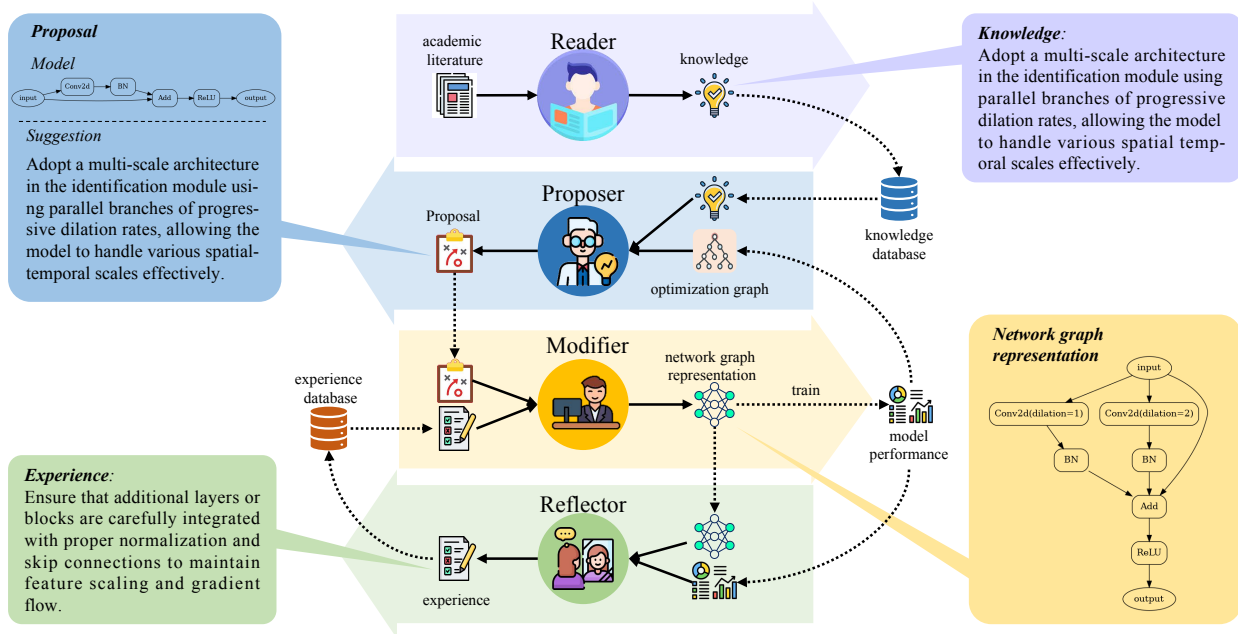 Proposal
Model
Conv2d
BN
input
Add
ReLU
output
Suggestion
Adopt a multi-scale architecture
in the identification module usi-
ng parallel branches of progres-
sive dilation rates, allowing the
model to handle various spatial-
temporal scales effectively.
academic
literature
Reader
knowledge
Knowledge:
Adopt a multi-scale architecture
in the identification module using
parallel branches of progressive
dilation rates, allowing the model
to handle various spatial temp-
oral scales effectively.
Proposer
Proposal
optimization graph
knowledge
database
Modifier
network graph
representation
experience
database
train
model
performance
Network graph
representation
input
Conv2d(dilation=1)
Conv2d(dilation=2)
BN
BN
Add
ReLU
output
Experience:
Ensure that additional layers or
blocks are carefully integrated
with proper normalization and
skip connections to maintain
feature scaling and gradient
flow.
Reflector
experience